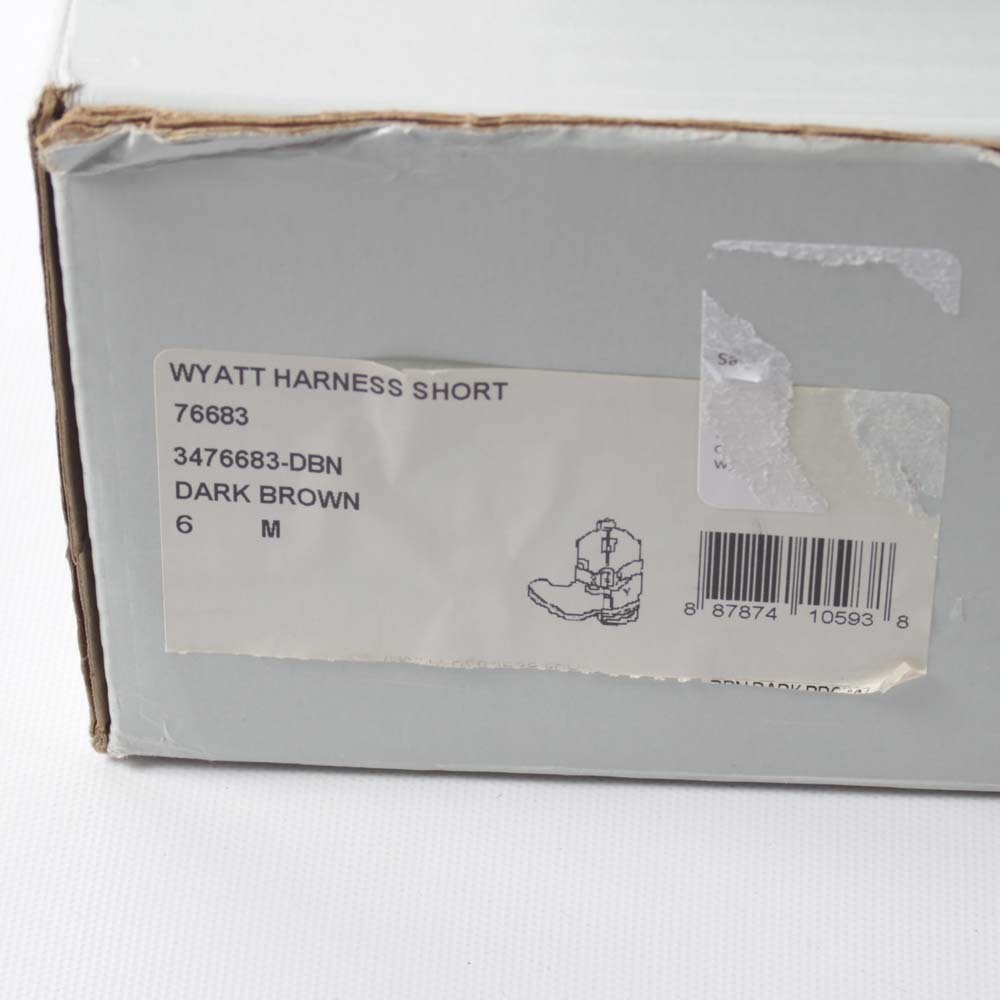 WYATT HARNESS SHORT
76683
3476683-DBN
DARK BROWN
6 M
8 87874 10593 8